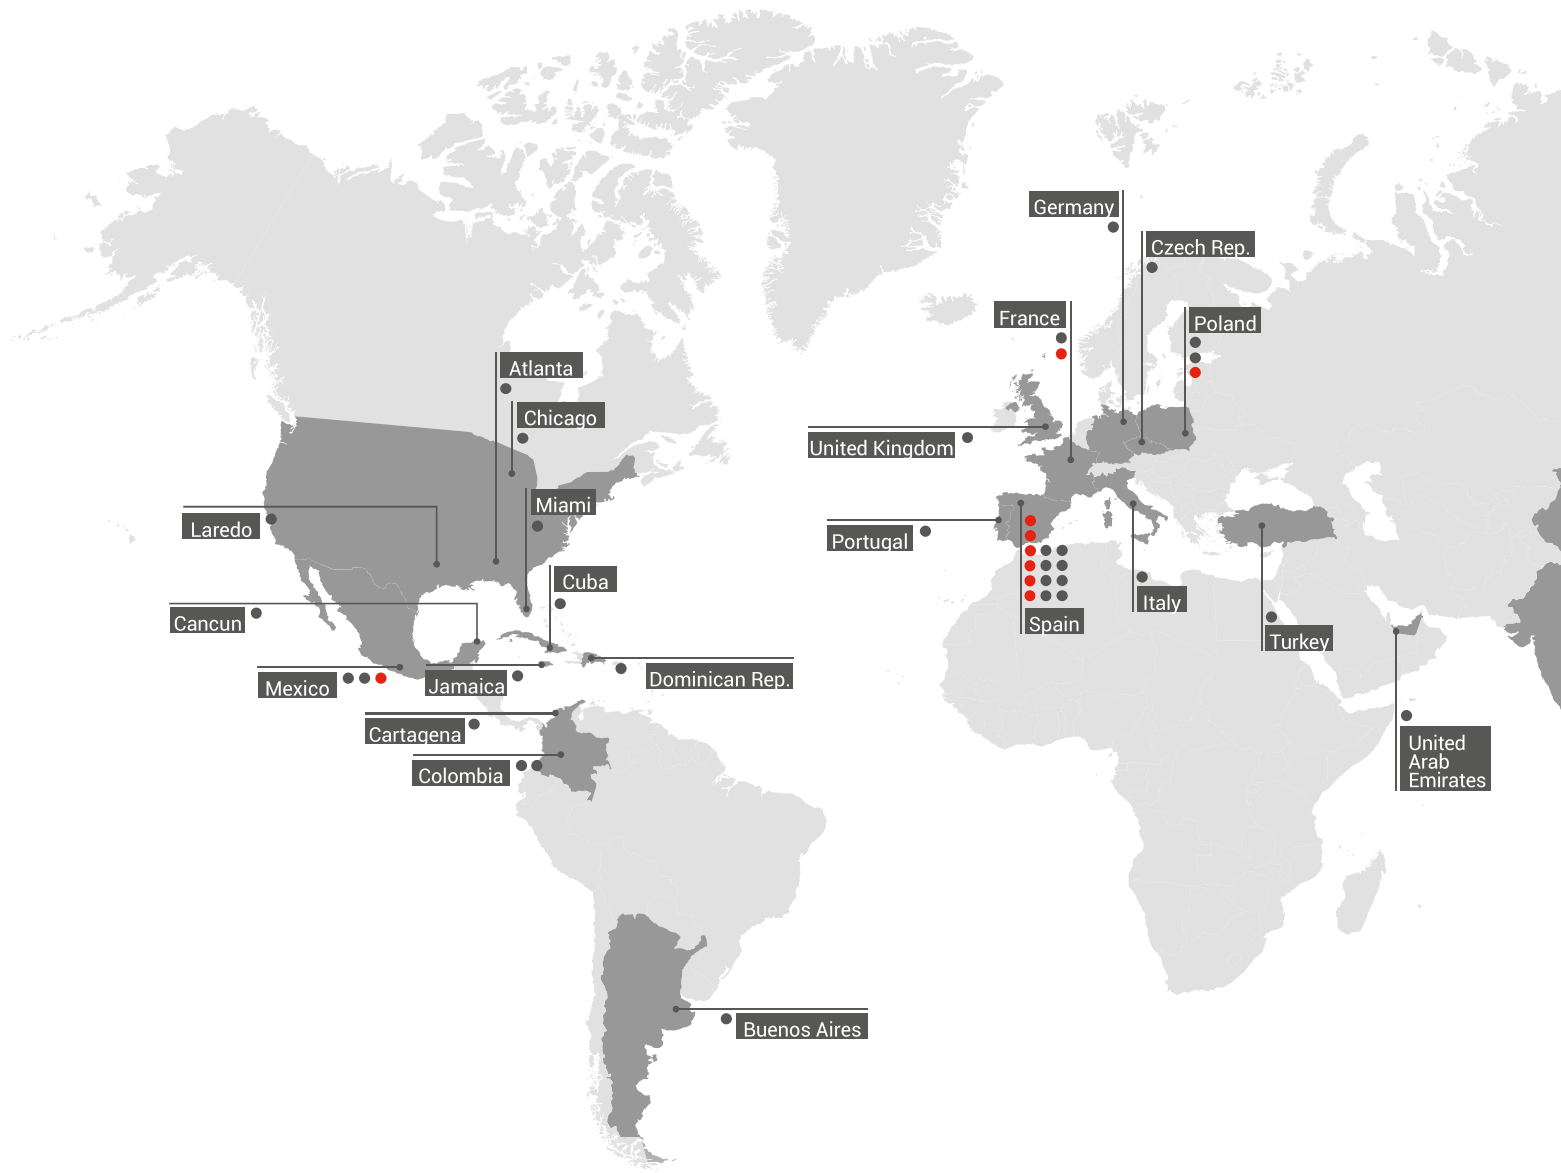 Germany
Czech Rep.
France
Poland
Atlanta
Chicago
United Kingdom
Miami
Laredo
Portugal
Cuba
Italy
Cancun
Spain
Turkey
Mexico
Jamaica
Dominican Rep.
Cartagena
United
Arab
Emirates
Colombia
Buenos Aires